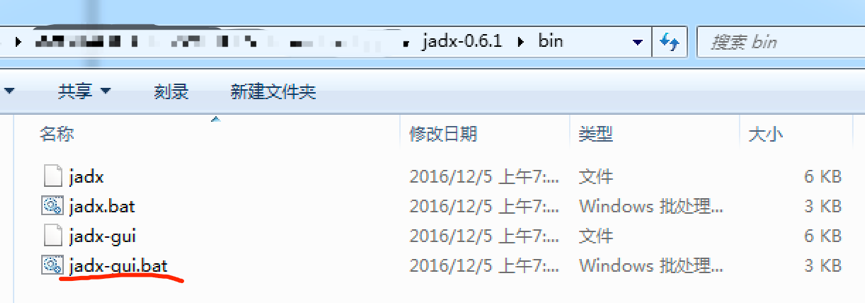 jadx-0.6.1 bin 搜索 bin
共享 刻录 新建文件夹
名称 修改日期 类型 大小
jadx 2016/12/5 上午7:... 文件 6 KB
jadx.bat 2016/12/5 上午7:... Windows 批处理... 3 KB
jadx-gui 2016/12/5 上午7:... 文件 6 KB
jadx-gui.bat 2016/12/5 上午7:... Windows 批处理... 3 KB